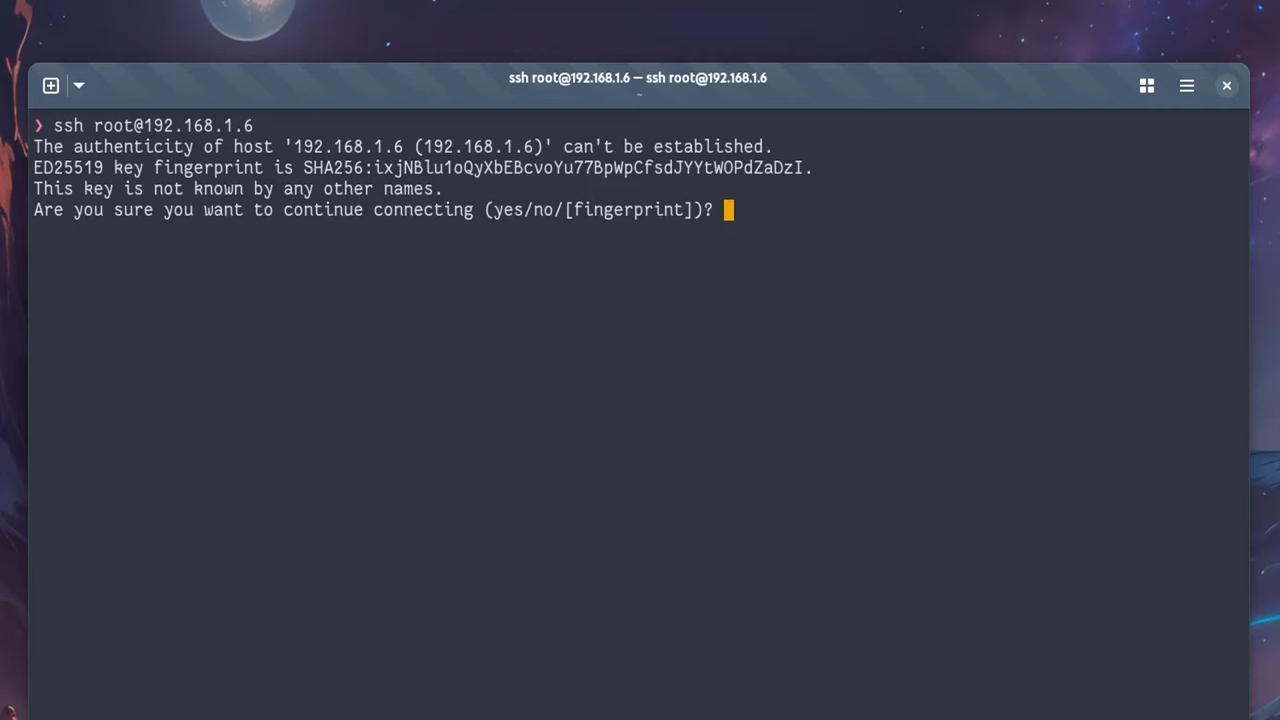 ssh root@192.168.1.6 — ssh root@192.168.1.6
~
❯ ssh root@192.168.1.6
The authenticity of host '192.168.1.6 (192.168.1.6)' can't be established.
ED25519 key fingerprint is SHA256:ixjNBlu1oQyXbEBcvoYu77BpWpCfsdJYYtWOPdZaDzI.
This key is not known by any other names.
Are you sure you want to continue connecting (yes/no/[fingerprint])?